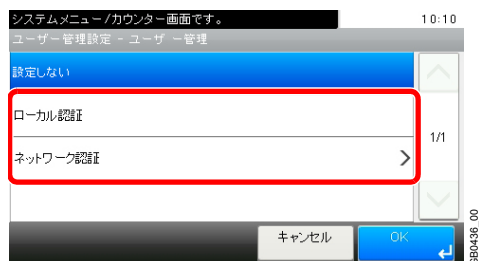 システムメニュー/カウンター画面です。 10:10
ユーザー管理設定 - ユーザー管理
設定しない
ローカル認証
1/1
ネットワーク認証
キャンセル OK
GB0436_00